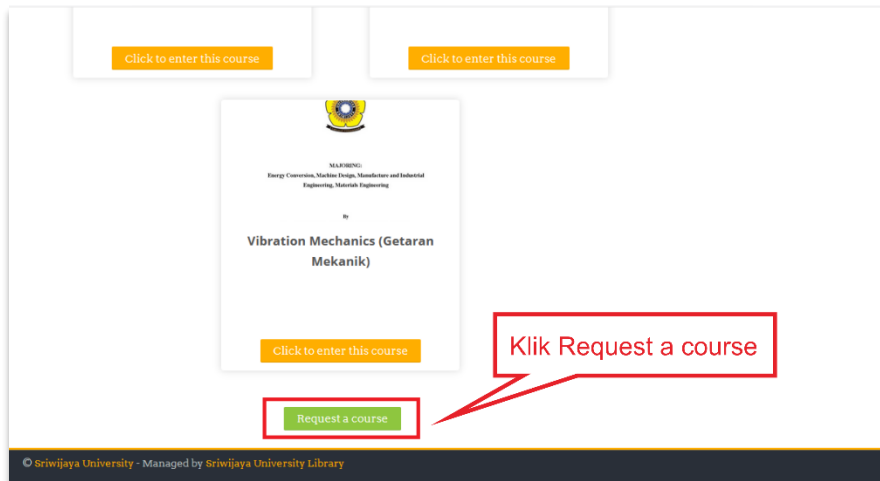 Click to enter this course
Click to enter this course
MAJORING:
Energy Conversion, Machine Design, Manufacture and Industrial
Engineering, Materials Engineering
By
Vibration Mechanics (Getaran
Mekanik)
Click to enter this course
Klik Request a course
Request a course
© Sriwijaya University - Managed by Sriwijaya University Library